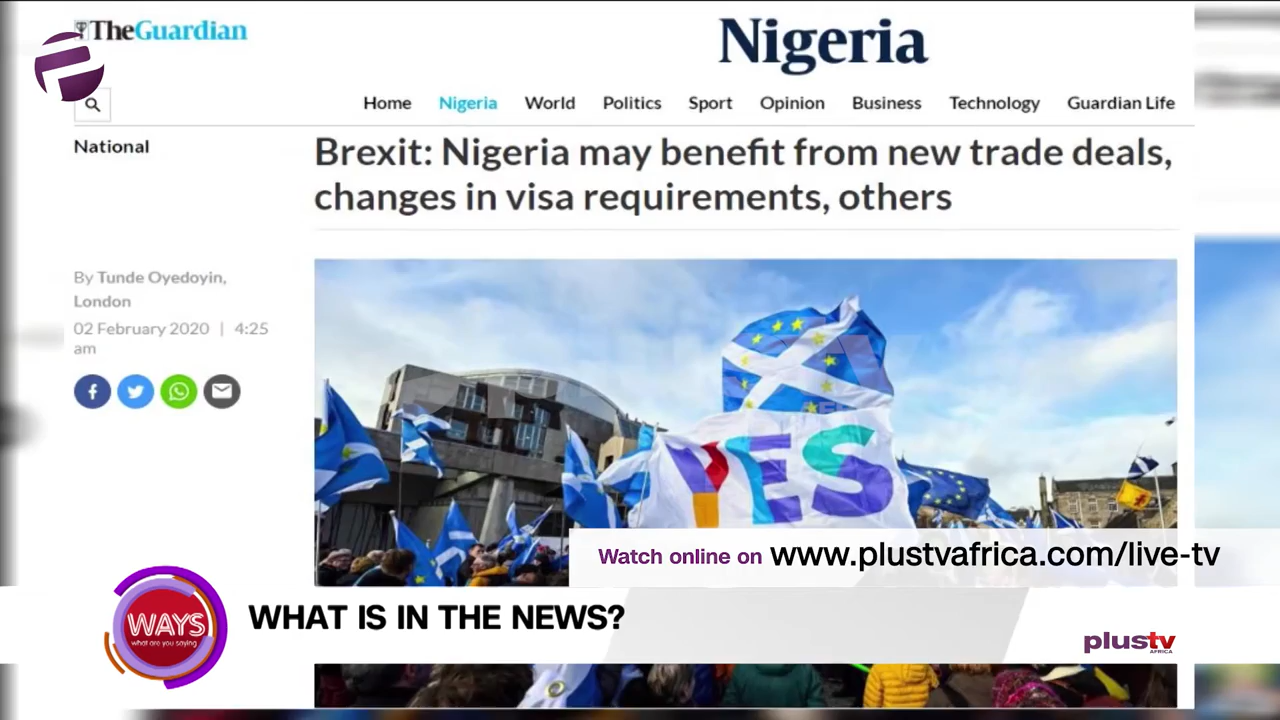 TheGuardian
Nigeria
Home Nigeria World Politics Sport Opinion Business Technology Guardian Life
National
Brexit: Nigeria may benefit from new trade deals,
changes in visa requirements, others
By Tunde Oyedoyin,
London
02 February 2020 | 4:25
am
YES
Watch online on www.plustvafrica.com/live-tv
WAYS
what are you saying
WHAT IS IN THE NEWS?
plustv
AFRICA